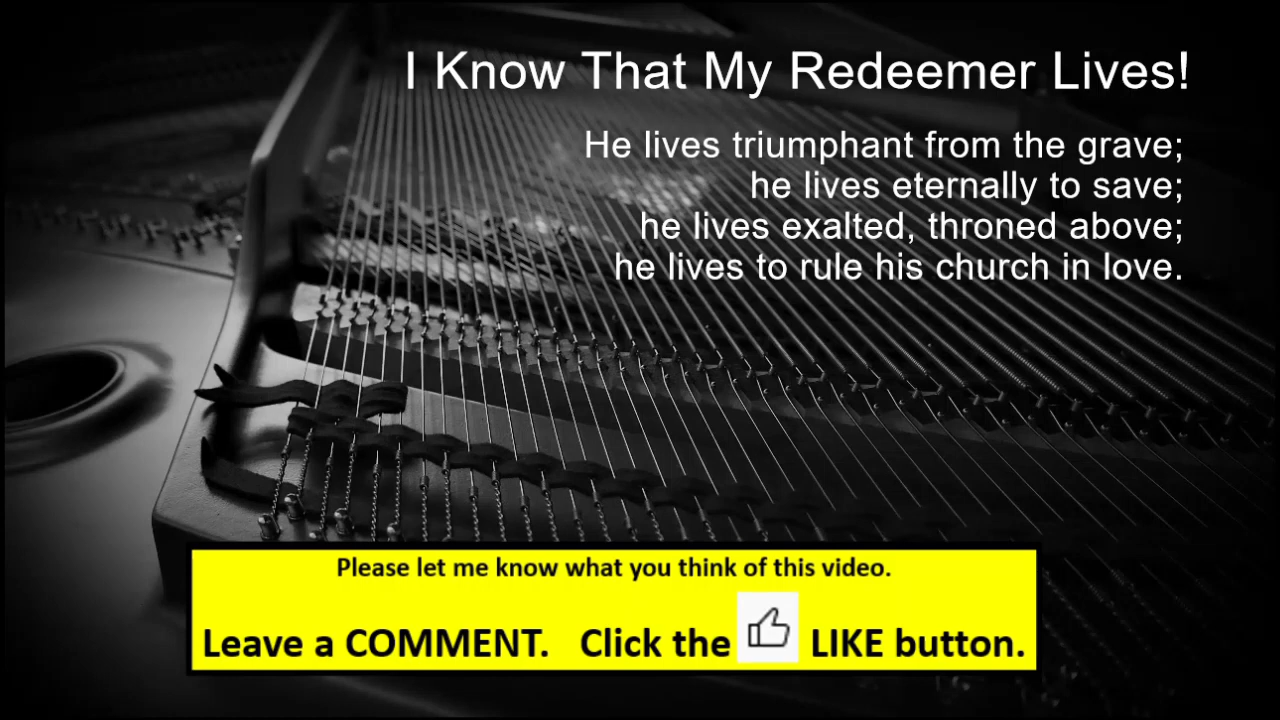 I Know That My Redeemer Lives!
He lives triumphant from the grave;
he lives eternally to save;
he lives exalted, throned above;
he lives to rule his church in love.
Please let me know what you think of this video.
Leave a COMMENT. Click the LIKE button.